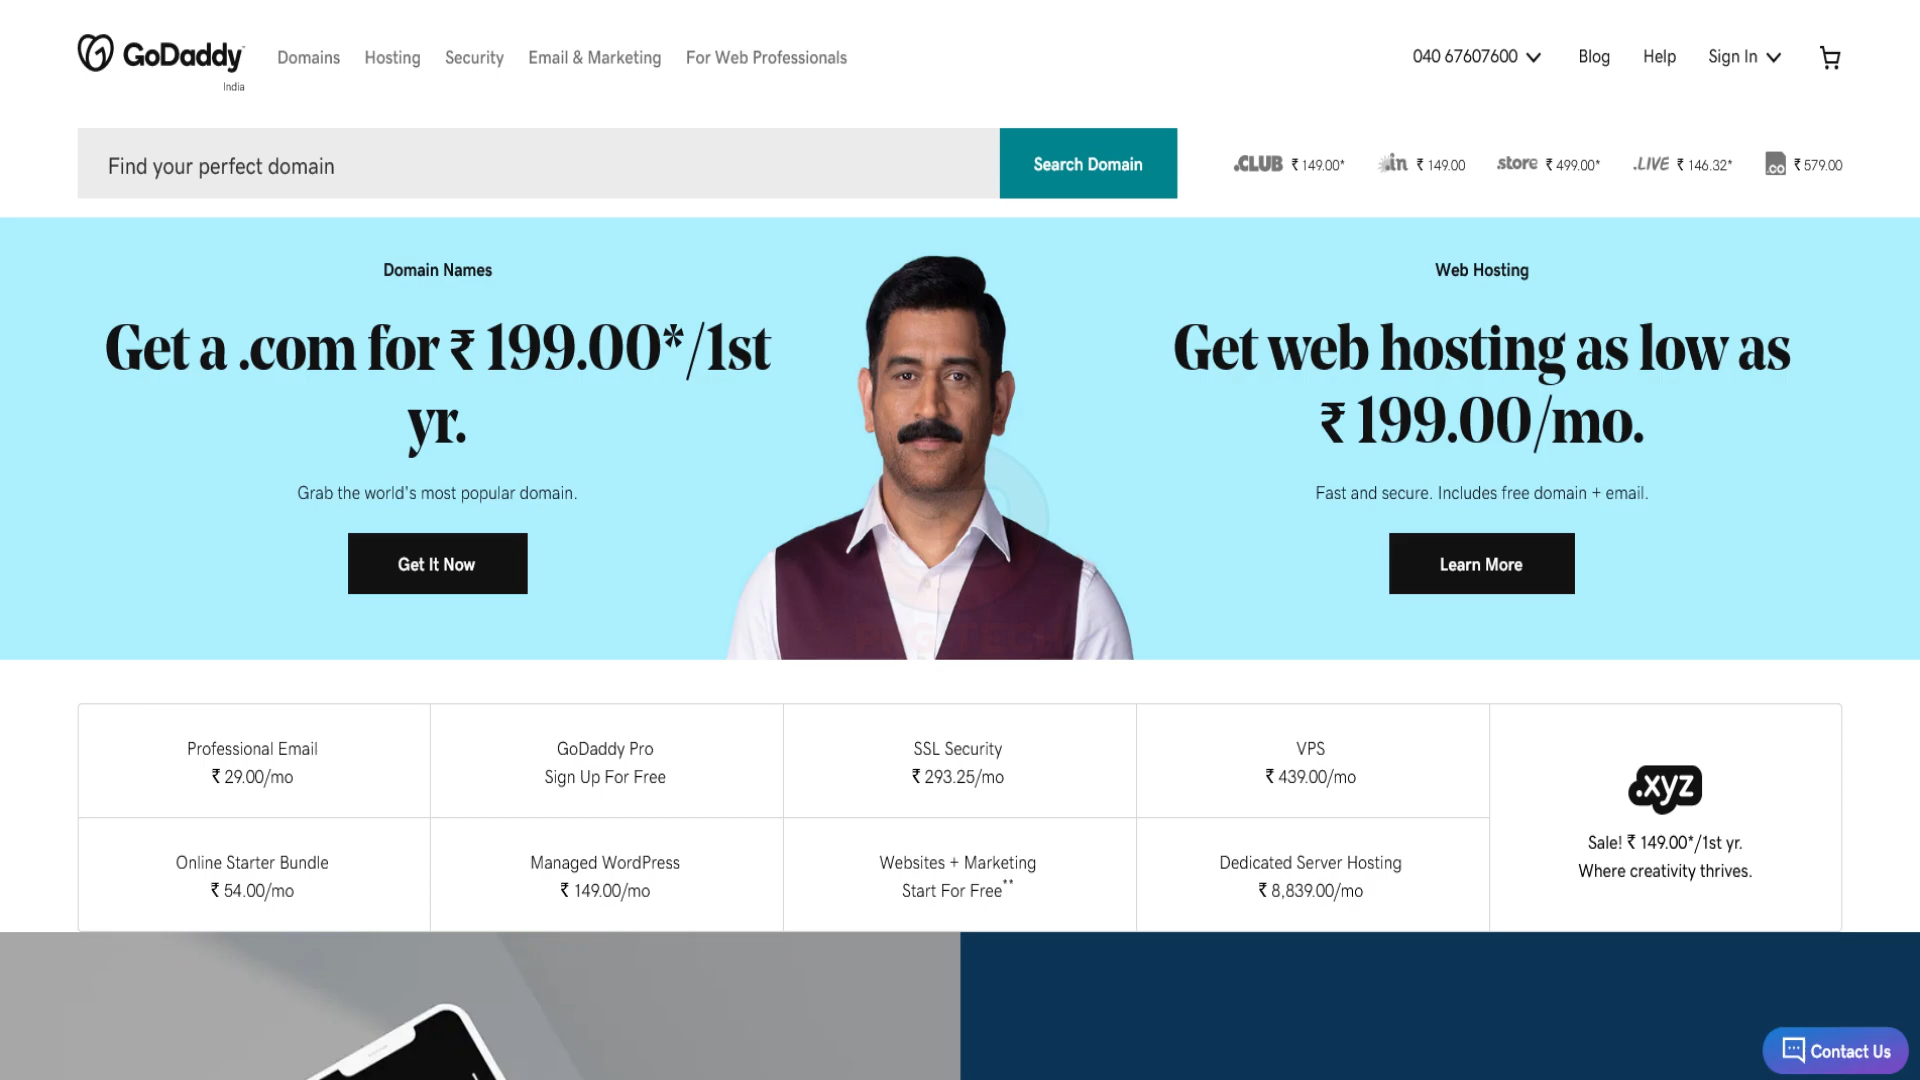 GoDaddy
India
Domains Hosting Security Email & Marketing For Web Professionals
040 67607600 Blog Help Sign In
Find your perfect domain
Search Domain
.CLUB ₹ 149.00* .in ₹ 149.00 .store ₹ 499.00* .LIVE ₹ 146.32* .co ₹ 579.00
Domain Names
Get a .com for ₹ 199.00*/1st
yr.
Grab the world's most popular domain.
Get It Now
Web Hosting
Get web hosting as low as
₹ 199.00/mo.
Fast and secure. Includes free domain + email.
Learn More
Professional Email
₹ 29.00/mo
GoDaddy Pro
Sign Up For Free
SSL Security
₹ 293.25/mo
VPS
₹ 439.00/mo
Online Starter Bundle
₹ 54.00/mo
Managed WordPress
₹ 149.00/mo
Websites + Marketing
Start For Free**
Dedicated Server Hosting
₹ 8,839.00/mo
.xyz
Sale! ₹ 149.00*/1st yr.
Where creativity thrives.
Contact Us